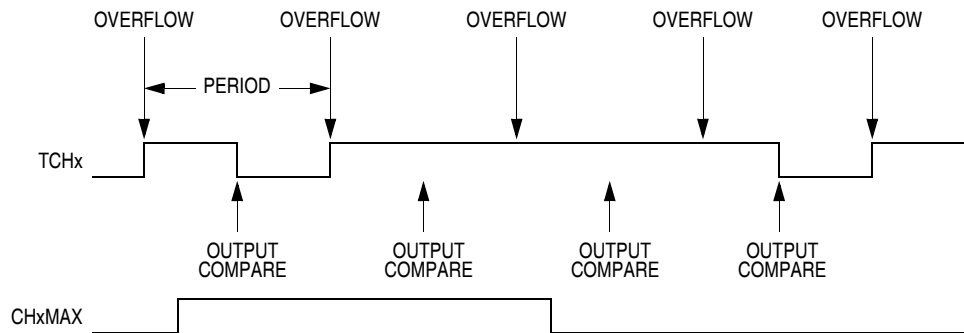 OVERFLOW OVERFLOW OVERFLOW OVERFLOW OVERFLOW
PERIOD
TCHx
OUTPUT COMPARE
OUTPUT COMPARE
OUTPUT COMPARE
OUTPUT COMPARE
CHxMAX